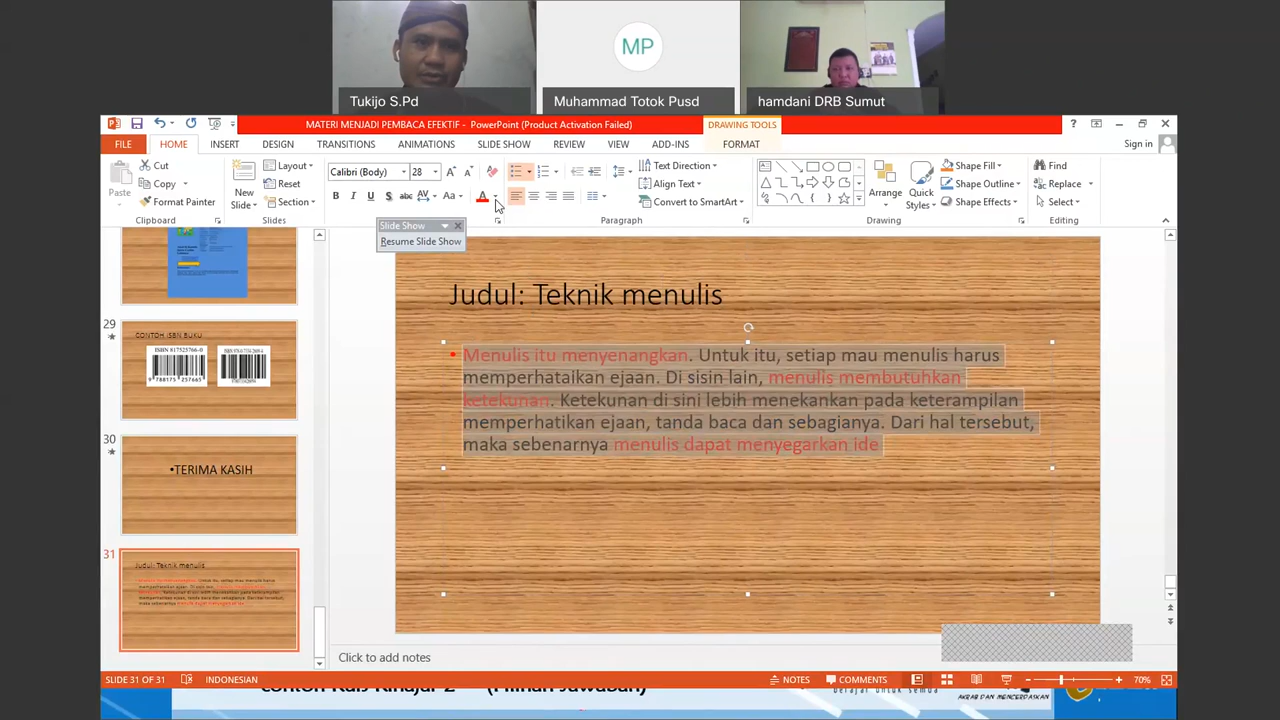 Tukijo S.Pd
MP
Muhammad Totok Pusd
hamdani DRB Sumut
MATERI MENJADI PEMBACA EFEKTIF - PowerPoint (Product Activation Failed)
DRAWING TOOLS
FILE HOME INSERT DESIGN TRANSITIONS ANIMATIONS SLIDE SHOW REVIEW VIEW ADD-INS FORMAT
Sign in
Paste
Cut
Copy
Format Painter
Clipboard
New Slide
Layout
Reset
Section
Slides
Calibri (Body) 28
Paragraph
Text Direction
Align Text
Convert to SmartArt
Arrange
Quick Styles
Shape Fill
Shape Outline
Shape Effects
Drawing
Find
Replace
Select
Editing
Slide Show
Resume Slide Show
29
CONTOH ISBN BUKU
30
•TERIMA KASIH
31
Judul: Teknik menulis
Judul: Teknik menulis
• Menulis itu menyenangkan. Untuk itu, setiap mau menulis harus
memperhataikan ejaan. Di sisin lain, menulis membutuhkan
ketekunan. Ketekunan di sini lebih menekankan pada keterampilan
memperhatikan ejaan, tanda baca dan sebagianya. Dari hal tersebut,
maka sebenarnya menulis dapat menyegarkan ide
Click to add notes
SLIDE 31 OF 31 INDONESIAN NOTES COMMENTS 70%
belajar untuk semua
AKRAB DAN MENCERDASKAN